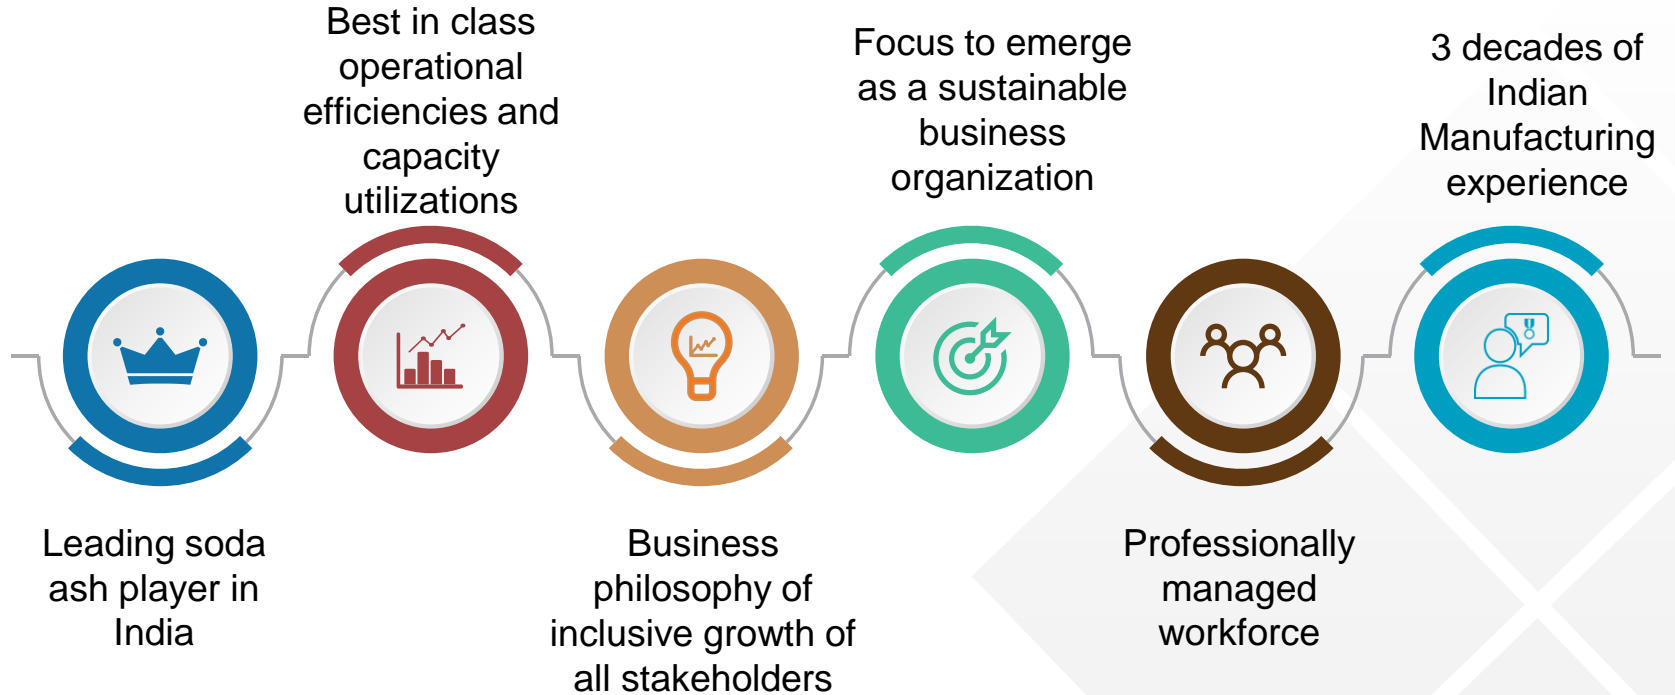 Best in class
operational
efficiencies and
capacity
utilizations
Focus to emerge
as a sustainable
business
organization
3 decades of
Indian
Manufacturing
experience
Leading soda
ash player in
India
Business
philosophy of
inclusive growth of
all stakeholders
Professionally
managed
workforce